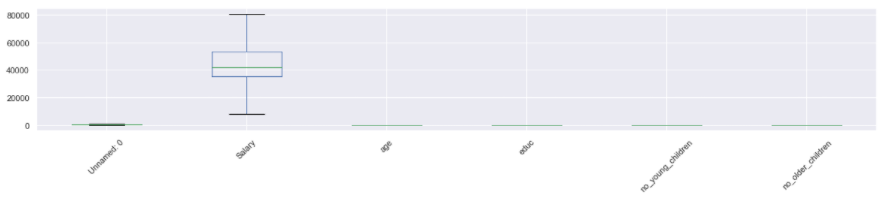 80000
60000
40000
20000
0
Unnamed: 0
Salary
age
educ
no_young_children
no_older_children